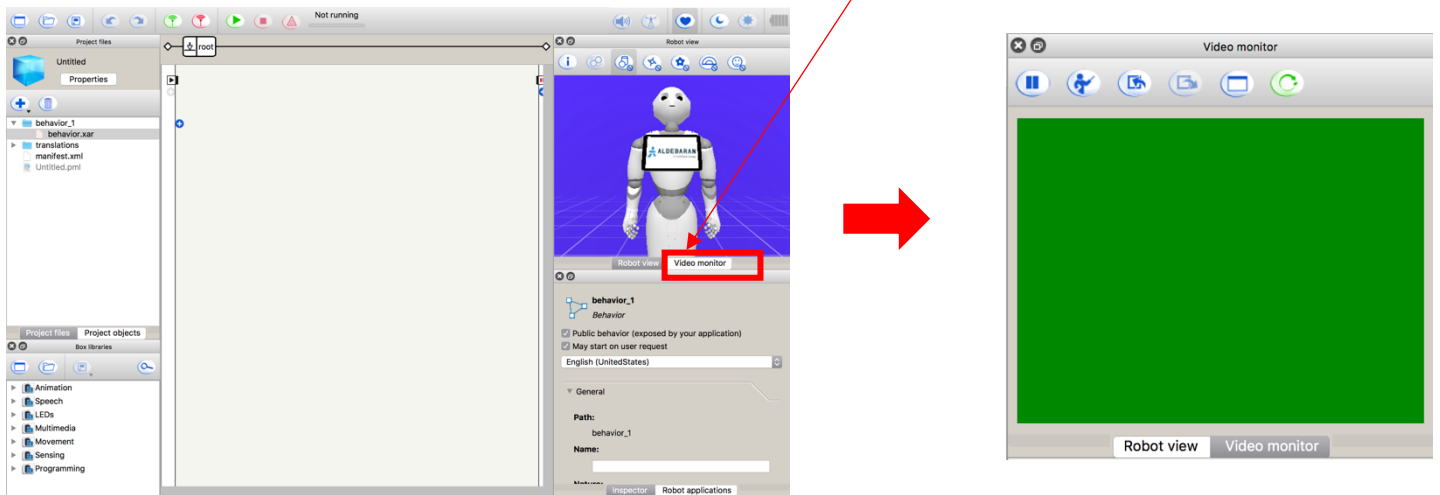 Not running
Project files
Untitled
Properties
behavior_1
behavior.xar
translations
manifest.xml
Untitled.pml
Project files
Project objects
Box libraries
Animation
Speech
LEDs
Multimedia
Movement
Sensing
Programming
root
Robot view
ALDEBARAN
Robot view
Video monitor
behavior_1
Behavior
Public behavior (exposed by your application)
May start on user request
English (UnitedStates)
General
Path:
behavior_1
Name:
Nature:
Inspector
Robot applications
Video monitor
Robot view
Video monitor